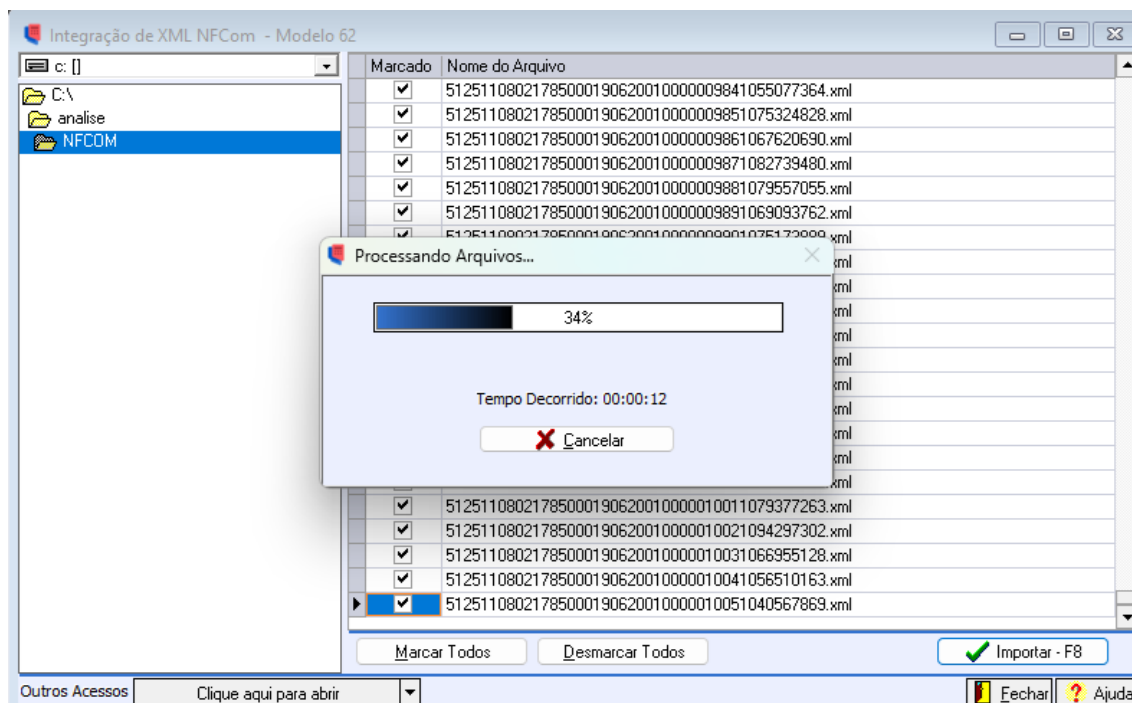 Integração de XML NFCom - Modelo 62
c: []
Marcado Nome do Arquivo
C:\
analise
NFCOM
51251108021785000190620010000009841055077364.xml
51251108021785000190620010000009851075324828.xml
51251108021785000190620010000009861067620690.xml
51251108021785000190620010000009871082739480.xml
51251108021785000190620010000009881079557055.xml
51251108021785000190620010000009891069093762.xml
Processando Arquivos...
34%
Tempo Decorrido: 00:00:12
Cancelar
51251108021785000190620010000010011079377263.xml
51251108021785000190620010000010021094297302.xml
51251108021785000190620010000010031066955128.xml
51251108021785000190620010000010041056510163.xml
51251108021785000190620010000010051040567869.xml
Marcar Todos Desmarcar Todos Importar - F8
Outros Acessos Clique aqui para abrir Fechar Ajuda